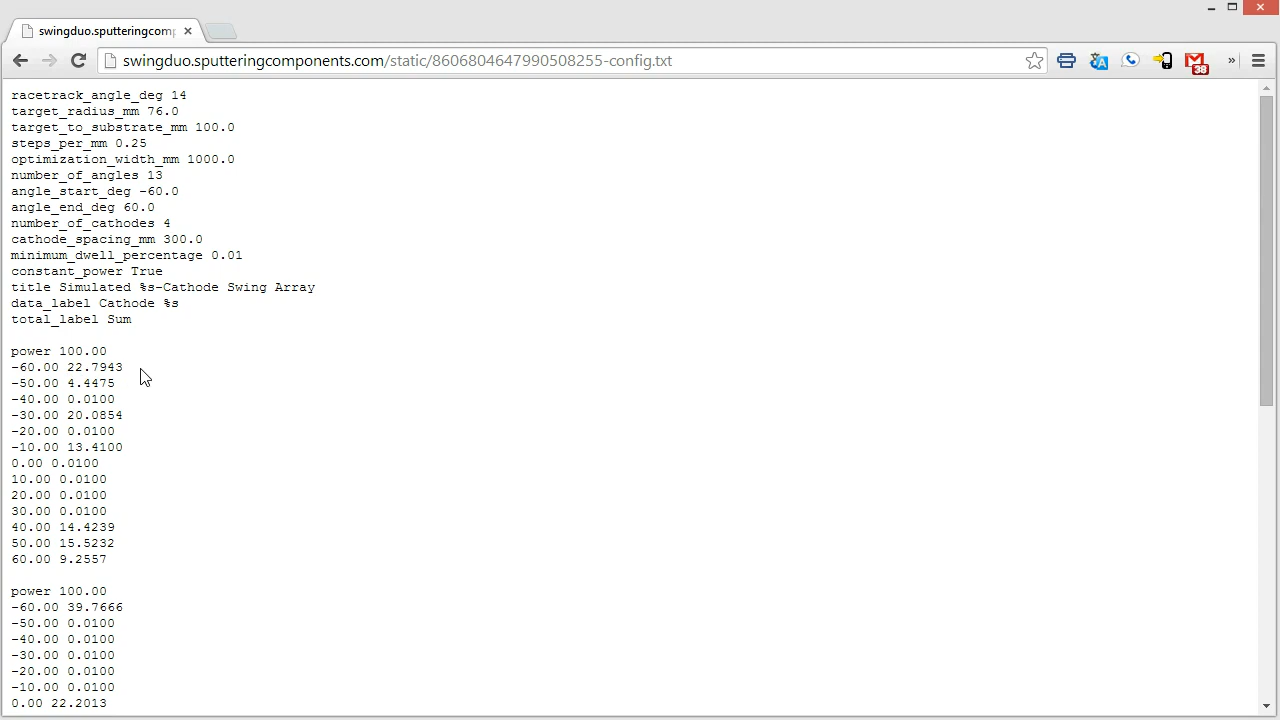 swingduo.sputteringcom
swingduo.sputteringcomponents.com/static/8606804647990508255-config.txt
38
»
racetrack_angle_deg 14
target_radius_mm 76.0
target_to_substrate_mm 100.0
steps_per_mm 0.25
optimization_width_mm 1000.0
number_of_angles 13
angle_start_deg -60.0
angle_end_deg 60.0
number_of_cathodes 4
cathode_spacing_mm 300.0
minimum_dwell_percentage 0.01
constant_power True
title Simulated %s-Cathode Swing Array
data_label Cathode %s
total_label Sum
power 100.00
-60.00 22.7943
-50.00 4.4475
-40.00 0.0100
-30.00 20.0854
-20.00 0.0100
-10.00 13.4100
0.00 0.0100
10.00 0.0100
20.00 0.0100
30.00 0.0100
40.00 14.4239
50.00 15.5232
60.00 9.2557
power 100.00
-60.00 39.7666
-50.00 0.0100
-40.00 0.0100
-30.00 0.0100
-20.00 0.0100
-10.00 0.0100
0.00 22.2013